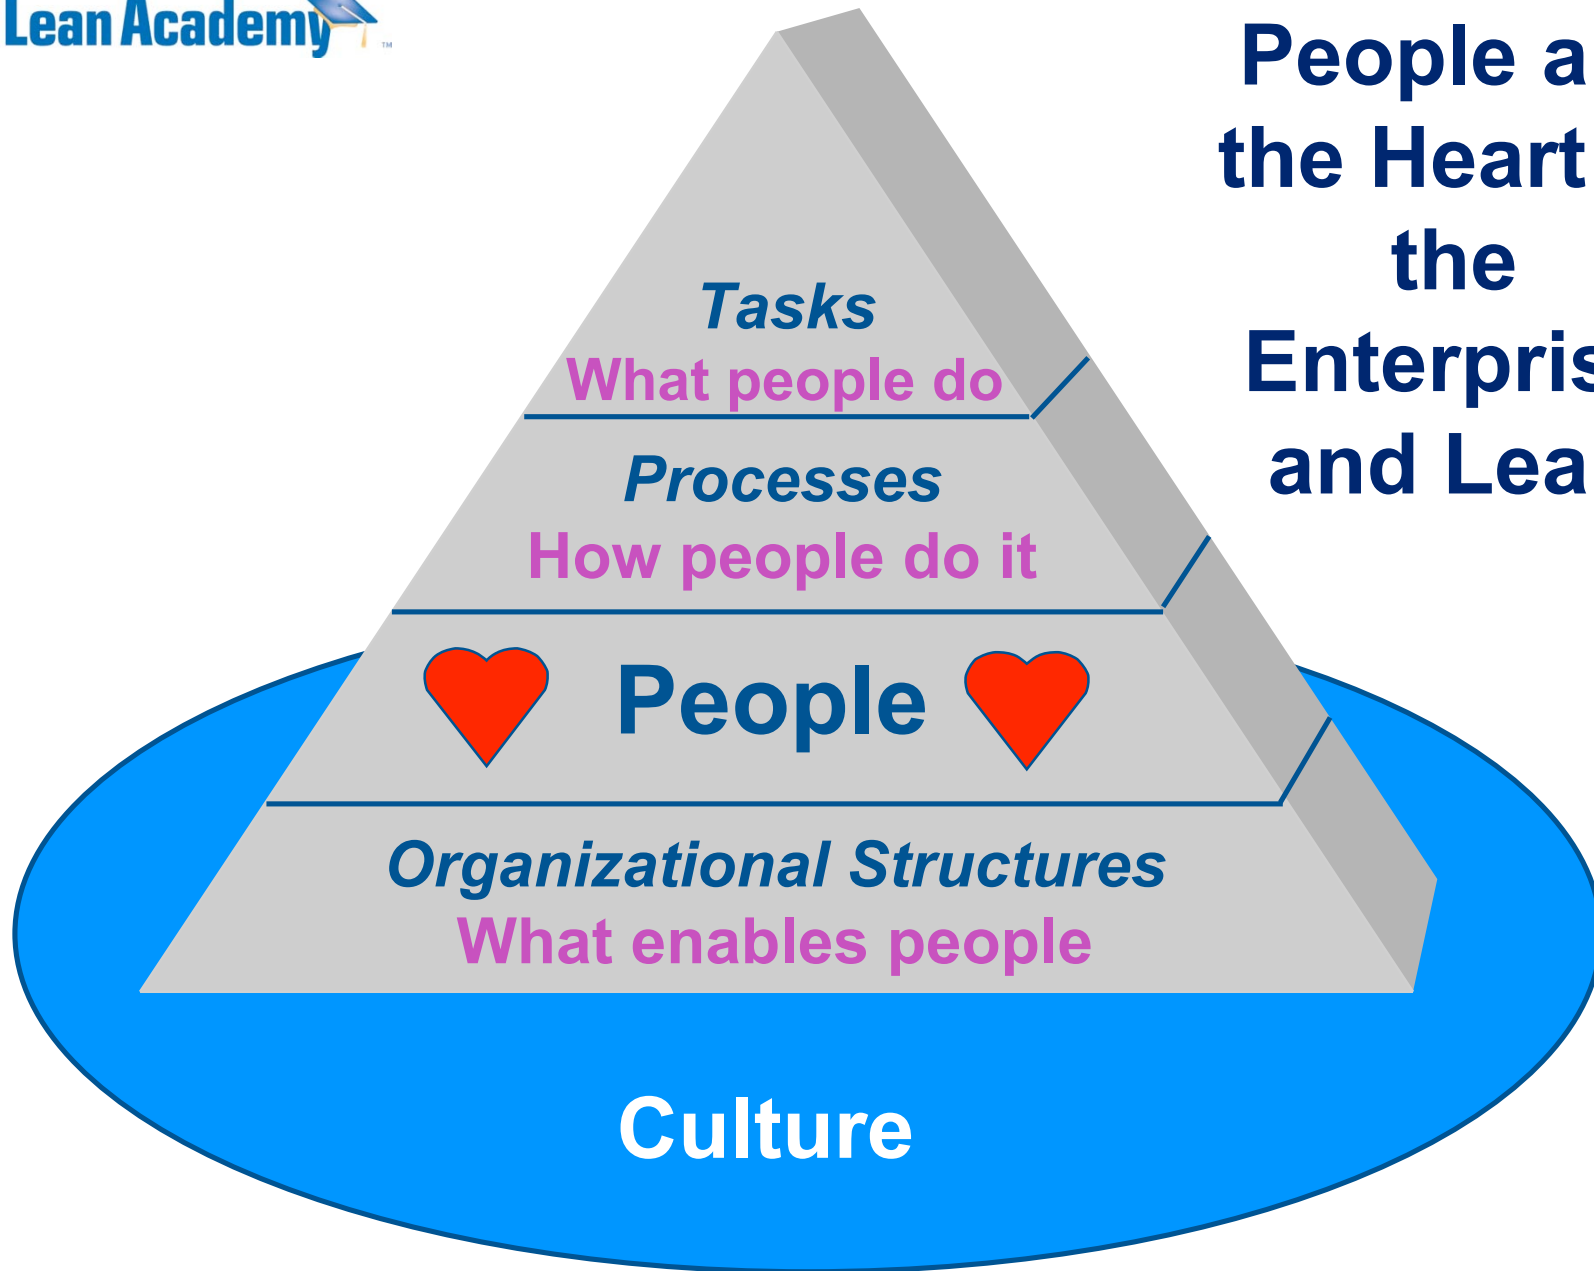 Lean Academy™
People a
the Heart
the
Enterpris
and Lea
Tasks
What people do
Processes
How people do it
People
Organizational Structures
What enables people
Culture